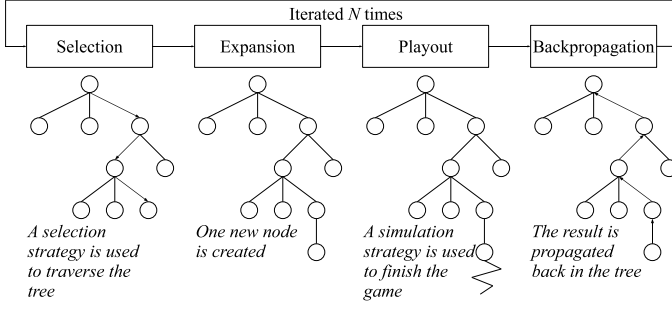 Iterated N times
Selection
Expansion
Playout
Backpropagation
A selection
strategy is used
to traverse the
tree
One new node
is created
A simulation
strategy is used
to finish the
game
The result is
propagated
back in the tree